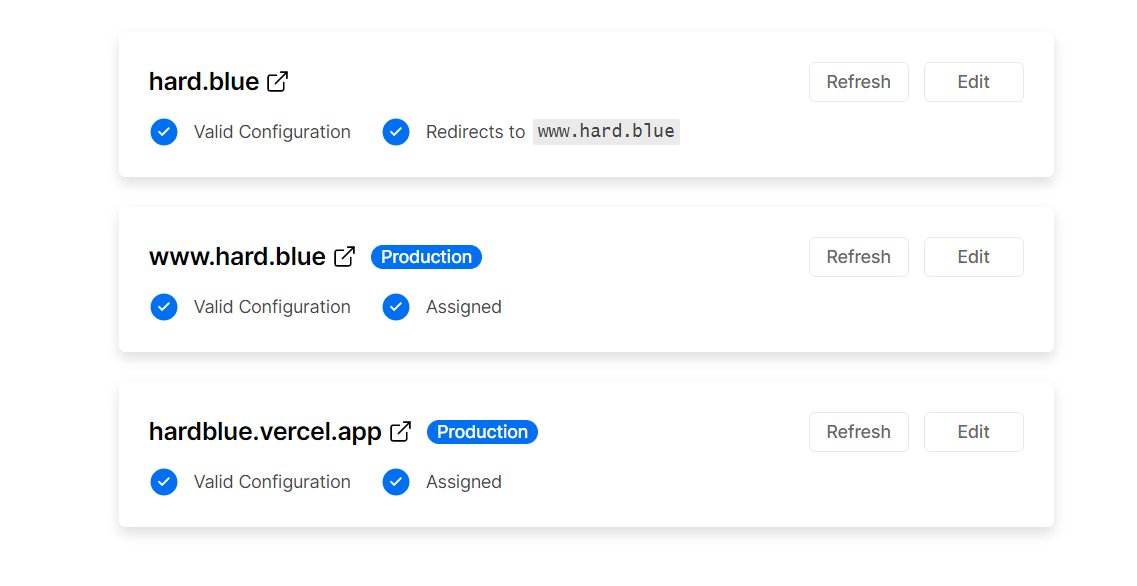 hard.blue Refresh Edit
Valid Configuration Redirects to www.hard.blue
www.hard.blue Production Refresh Edit
Valid Configuration Assigned
hardblue.vercel.app Production Refresh Edit
Valid Configuration Assigned